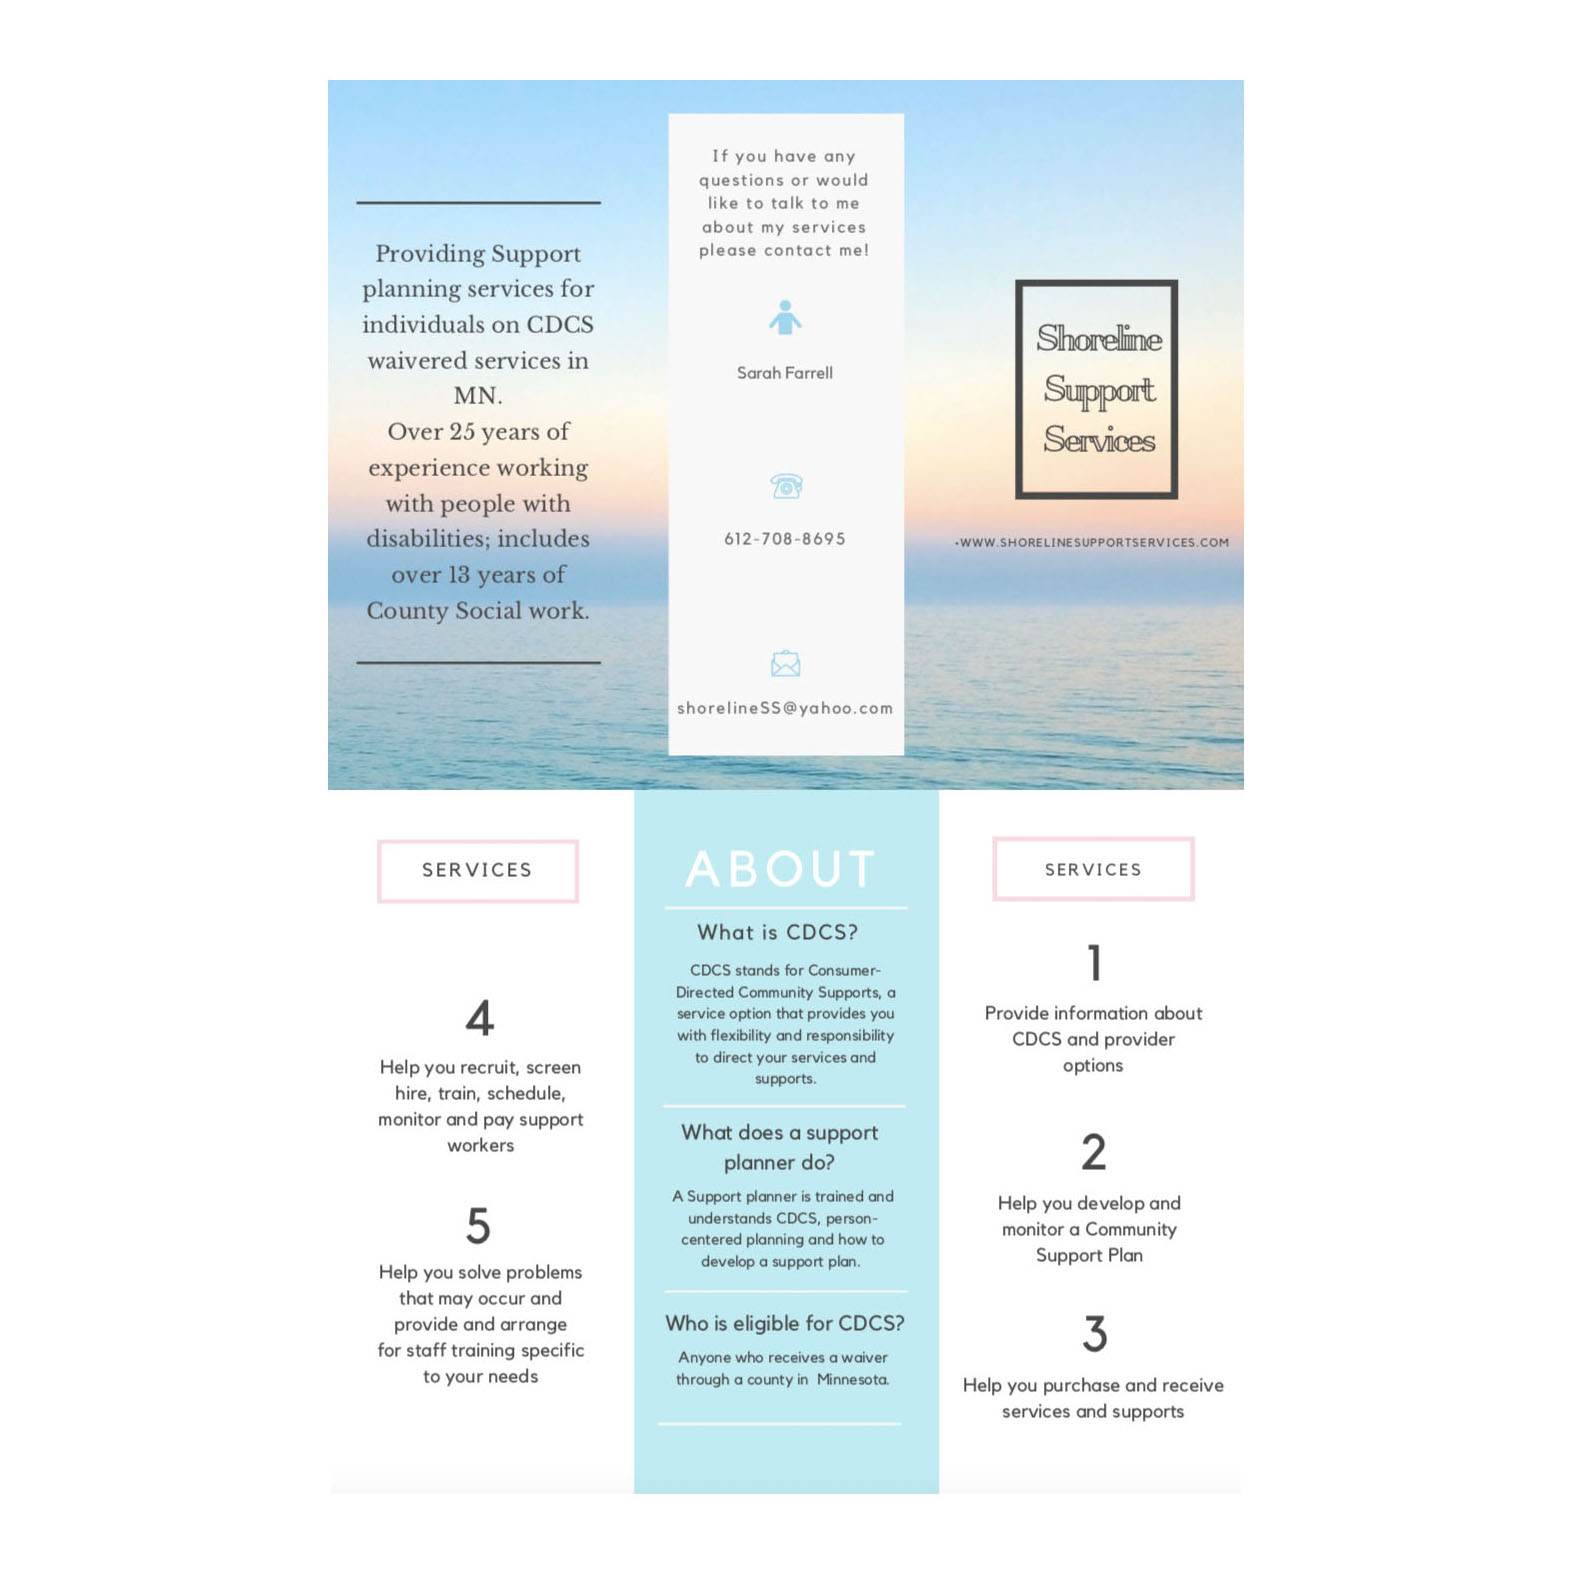 Providing Support
planning services for
individuals on CDCS
waivered services in
MN.
Over 25 years of
experience working
with people with
disabilities; includes
over 13 years of
County Social work.
If you have any
questions or would
like to talk to me
about my services
please contact me!
Sarah Farrell
612-708-8695
shorelineSS@yahoo.com
Shoreline
Support
Services
•WWW.SHORELINESUPPORTSERVICES.COM
SERVICES
4
Help you recruit, screen
hire, train, schedule,
monitor and pay support
workers
5
Help you solve problems
that may occur and
provide and arrange
for staff training specific
to your needs
ABOUT
What is CDCS?
CDCS stands for Consumer-
Directed Community Supports, a
service option that provides you
with flexibility and responsibility
to direct your services and
supports.
What does a support
planner do?
A Support planner is trained and
understands CDCS, person-
centered planning and how to
develop a support plan.
Who is eligible for CDCS?
Anyone who receives a waiver
through a county in Minnesota.
SERVICES
1
Provide information about
CDCS and provider
options
2
Help you develop and
monitor a Community
Support Plan
3
Help you purchase and receive
services and supports